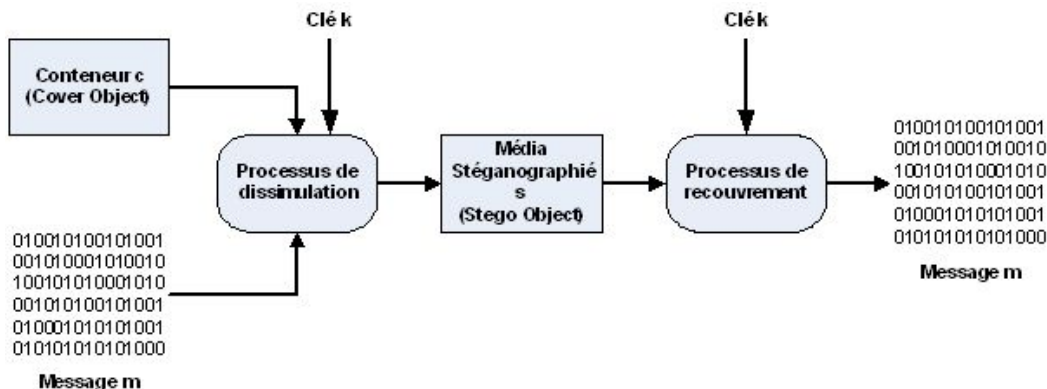 Clé k
Clé k
Conteneur c
(Cover Object)
Processus de
dissimulation
Média
Stéganographié
s
(Stego Object)
Processus de
recouvrement
010010100101001
001010001010010
100101010001010
001010100101001
010001010101001
010101010101000
Message m
010010100101001
001010001010010
100101010001010
001010100101001
010001010101001
010101010101000
Message m